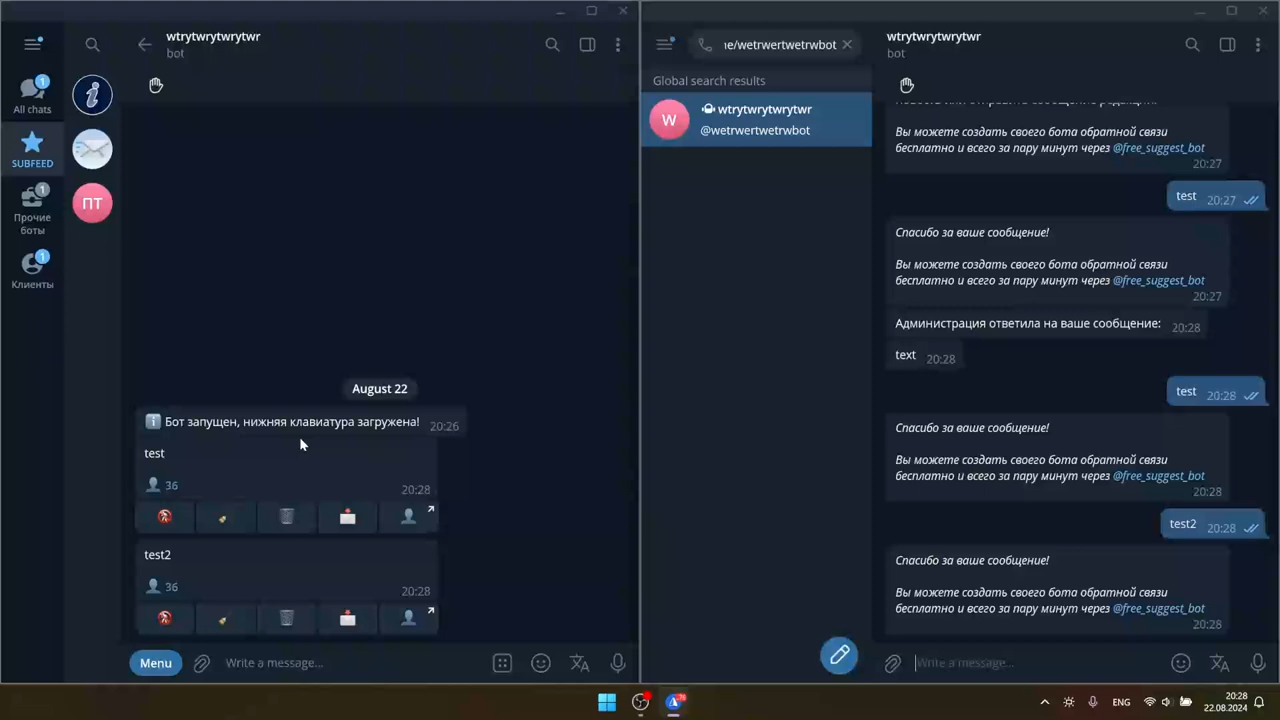 wtrytwrytwrytwr
bot
1
All chats
SUBFEED
1
Прочие
боты
1
Клиенты
ПТ
August 22
Бот запущен, нижняя клавиатура загружена! 20:26
test
36
20:28
test2
36
20:28
Menu
Write a message...
ıe/wetrwertwetrwbot
Global search results
W
wtrytwrytwrytwr
@wetrwertwetrwbot
wtrytwrytwrytwr
bot
Вы можете создать своего бота обратной связи
бесплатно и всего за пару минут через @free_suggest_bot
20:27
test 20:27
Спасибо за ваше сообщение!
Вы можете создать своего бота обратной связи
бесплатно и всего за пару минут через @free_suggest_bot
20:27
Администрация ответила на ваше сообщение: 20:28
text 20:28
test 20:28
Спасибо за ваше сообщение!
Вы можете создать своего бота обратной связи
бесплатно и всего за пару минут через @free_suggest_bot
20:28
test2 20:28
Спасибо за ваше сообщение!
Вы можете создать своего бота обратной связи
бесплатно и всего за пару минут через @free_suggest_bot
20:28
Write a message...
ENG
20:28
22.08.2024